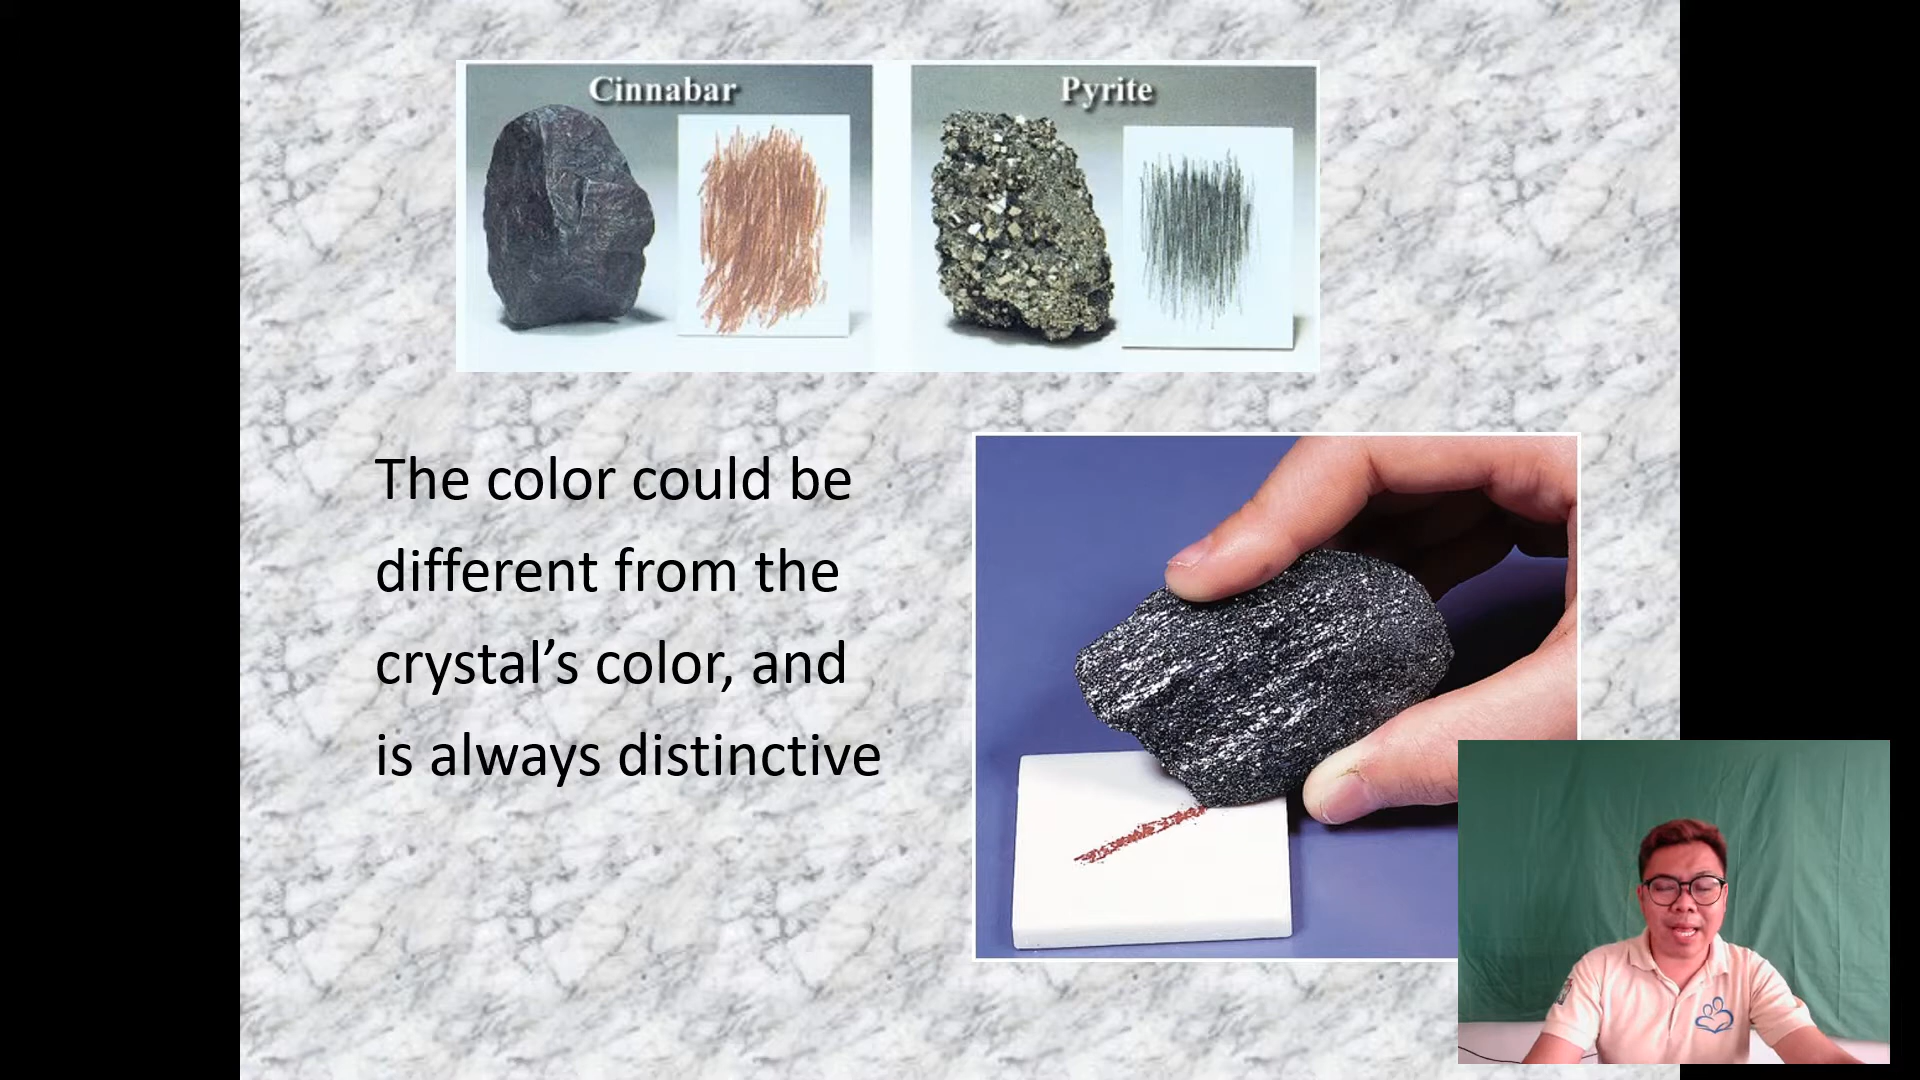 Cinnabar
Pyrite
The color could be
different from the
crystal’s color, and
is always distinctive